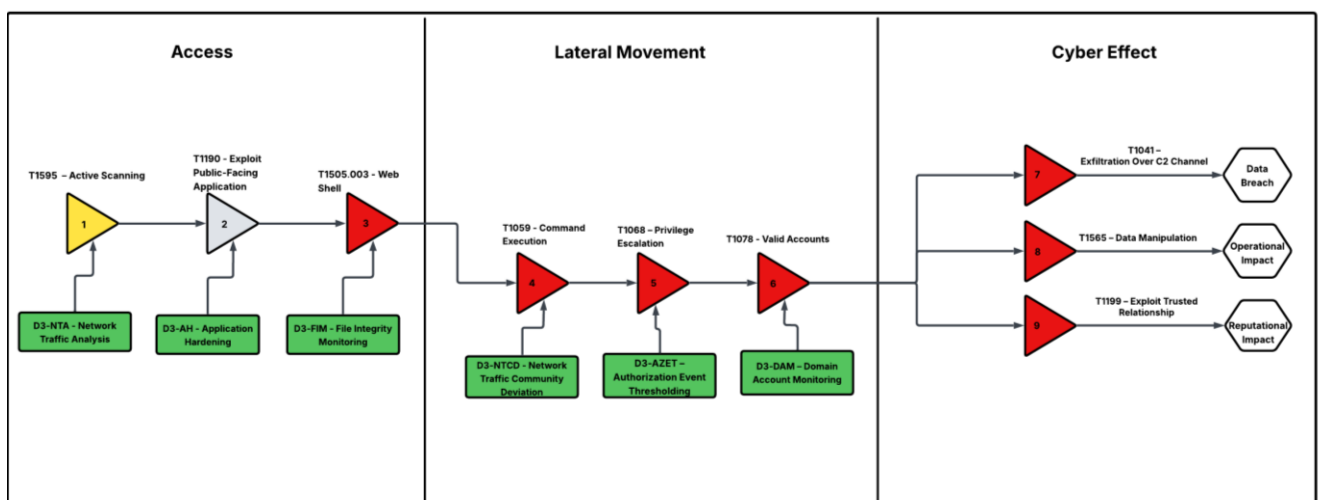 Access
Lateral Movement
Cyber Effect
T1595 – Active Scanning
T1190 - Exploit
Public-Facing
Application
T1505.003 - Web
Shell
1
2
3
D3-NTA - Network
Traffic Analysis
D3-AH - Application
Hardening
D3-FIM - File Integrity
Monitoring
T1059 - Command
Execution
T1068 – Privilege
Escalation
T1078 - Valid Accounts
4
5
6
D3-NTCD - Network
Traffic Community
Deviation
D3-AZET –
Authorization Event
Thresholding
D3-DAM – Domain
Account Monitoring
7
T1041 –
Exfiltration Over C2 Channel
Data
Breach
8
T1565 – Data Manipulation
Operational
Impact
9
T1199 – Exploit Trusted
Relationship
Reputational
Impact